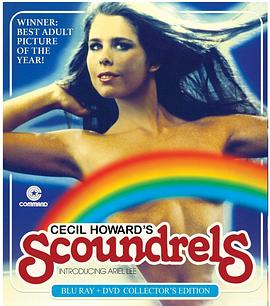 WINNER:
BEST ADULT
PICTURE
OF THE
YEAR!
COMMAND
CECIL HOWARD'S
Scoundrels
INTRODUCING ARIEL LEE
BLU RAY + DVD COLLECTOR'S EDITION